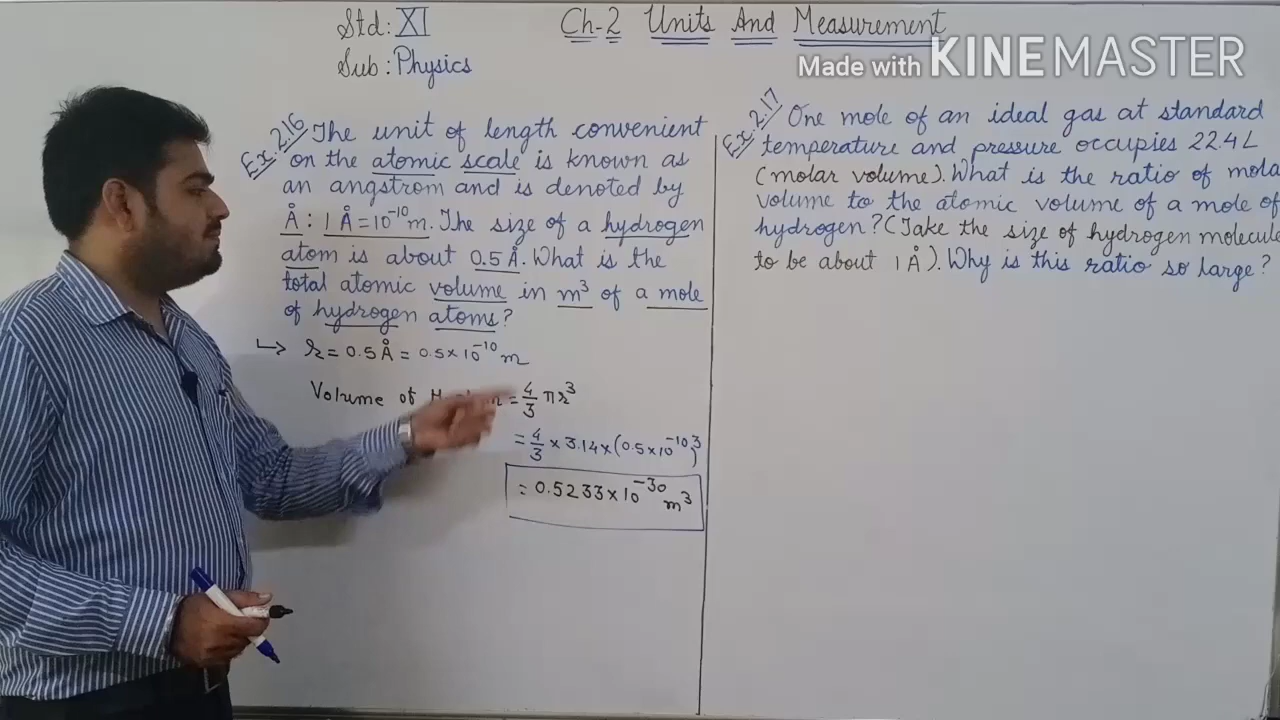 Std: XI
Sub: Physics
Ch-2 Units And Measurement
Made with KINEMASTER
Ex. 2.16 The unit of length convenient
on the atomic scale is known as
an angstrom and is denoted by
Å : 1 Å = 10⁻¹⁰ m. The size of a hydrogen
atom is about 0.5 Å. What is the
total atomic volume in m³ of a mole
of hydrogen atoms?
↳ r = 0.5 Å = 0.5 × 10⁻¹⁰ m
Volume of = 4/3 πr³
= 4/3 × 3.14 × (0.5 × 10⁻¹⁰)³
= 0.5233 × 10⁻³⁰ m³
Ex. 2.17 One mole of an ideal gas at standard
temperature and pressure occupies 22.4 L
(molar volume). What is the ratio of mola
volume to the atomic volume of a mole of
hydrogen? (Take the size of hydrogen molecule
to be about 1 Å). Why is this ratio so large?